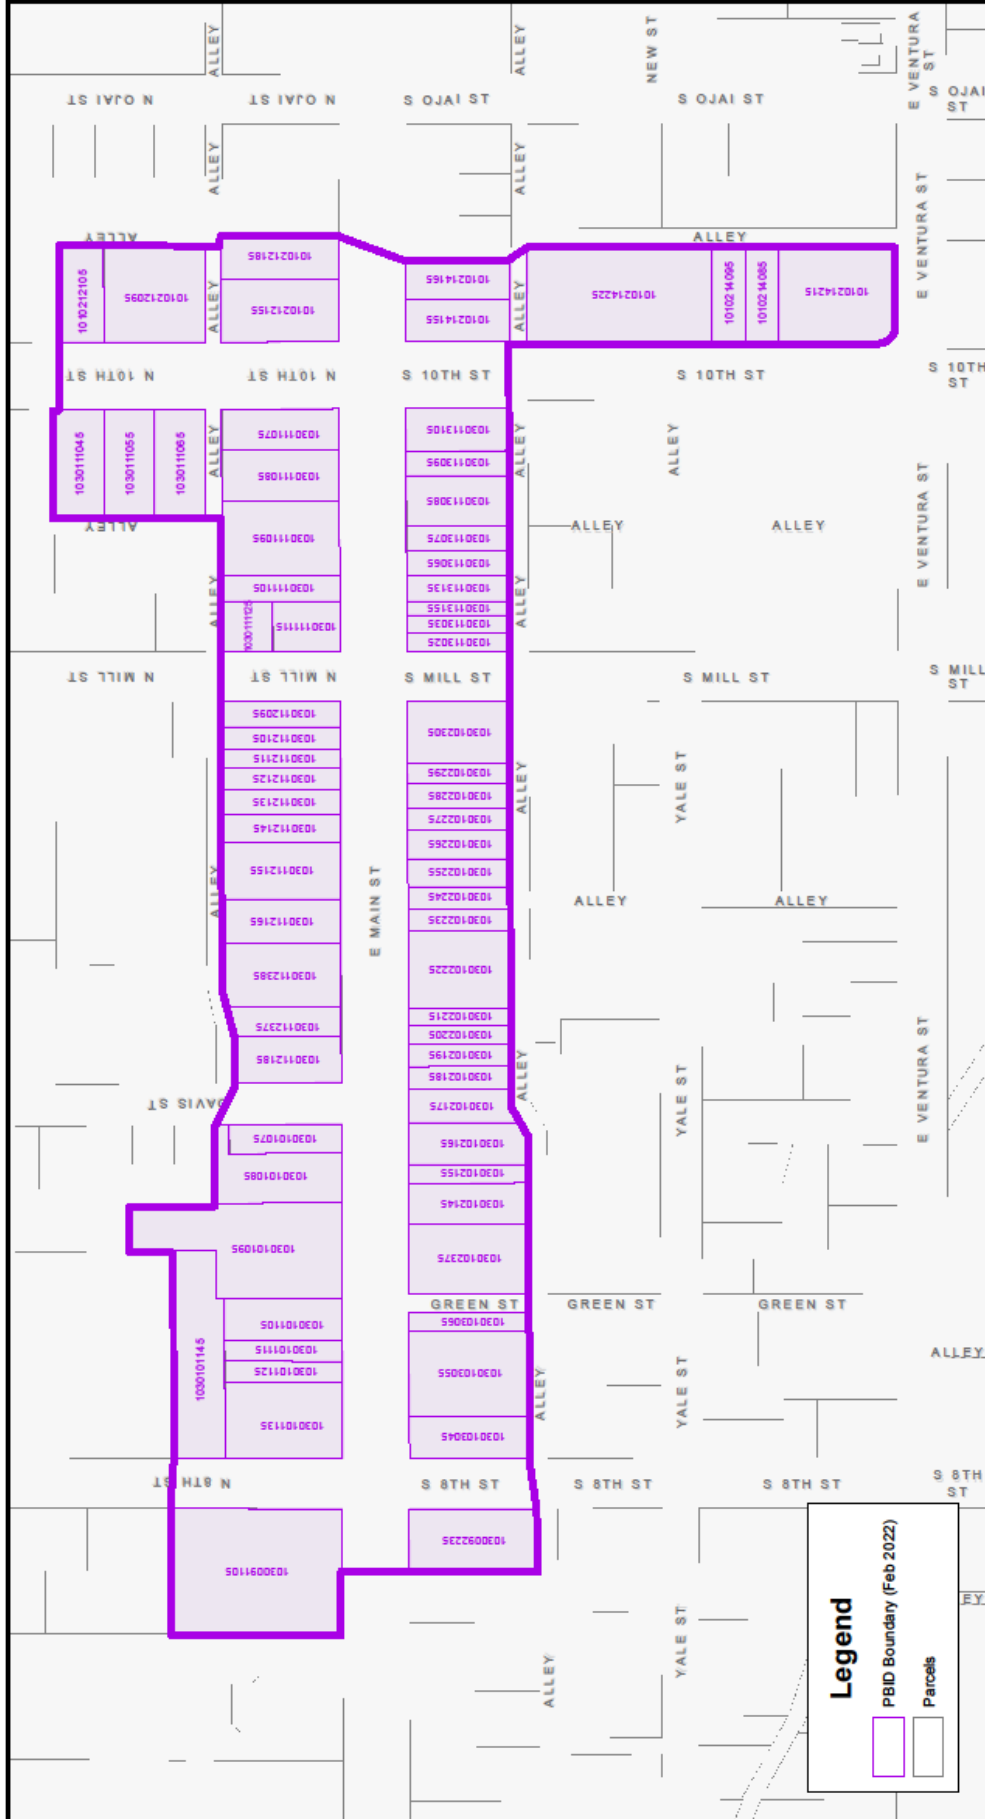 ALLEY
ALLEY
NEW ST
E VENTURA ST
N OJAI ST
N OJAI ST
S OJAI ST
S OJAI ST
S OJAI ST
ALLEY
ALLEY
E VENTURA ST
ALLEY
ALLEY
1010212105
1010212095
ALLEY
1010212185
1010212155
1010214165
1010214155
ALLEY
1010214225
1010214095
1010214085
1010214215
N 10TH ST
N 10TH ST
S 10TH ST
S 10TH ST
S 10TH ST
1030111045
1030111055
1030111065
ALLEY
ALLEY
1030111075
1030111085
1030111095
1030111105
1030111125
1030111115
ALLEY
1030113105
1030113095
1030113085
1030113075
1030113065
1030113135
1030113155
1030113035
1030113025
ALLEY
ALLEY
ALLEY
ALLEY
ALLEY
E VENTURA ST
N MILL ST
N MILL ST
S MILL ST
S MILL ST
S MILL ST
1030112095
1030112105
1030112115
1030112125
1030112135
1030112145
1030112155
1030112165
1030112385
1030112375
1030112185
ALLEY
E MAIN ST
1030102305
1030102295
1030102285
1030102275
1030102265
1030102255
1030102245
1030102235
1030102225
1030102215
1030102205
1030102195
1030102185
1030102175
1030102165
1030102155
1030102145
1030102375
ALLEY
YALE ST
ALLEY
ALLEY
ALLEY
YALE ST
E VENTURA ST
DAVIS ST
1030101075
1030101085
1030101095
1030101105
1030101115
1030101125
1030101135
1030101145
GREEN ST
GREEN ST
GREEN ST
1030103065
1030103055
1030103045
ALLEY
YALE ST
ALLEY
N 8TH ST
S 8TH ST
S 8TH ST
S 8TH ST
S 8TH ST
1030091105
1030092235
ALLEY
YALE ST
EY
Legend
PBID Boundary (Feb 2022)
Parcels